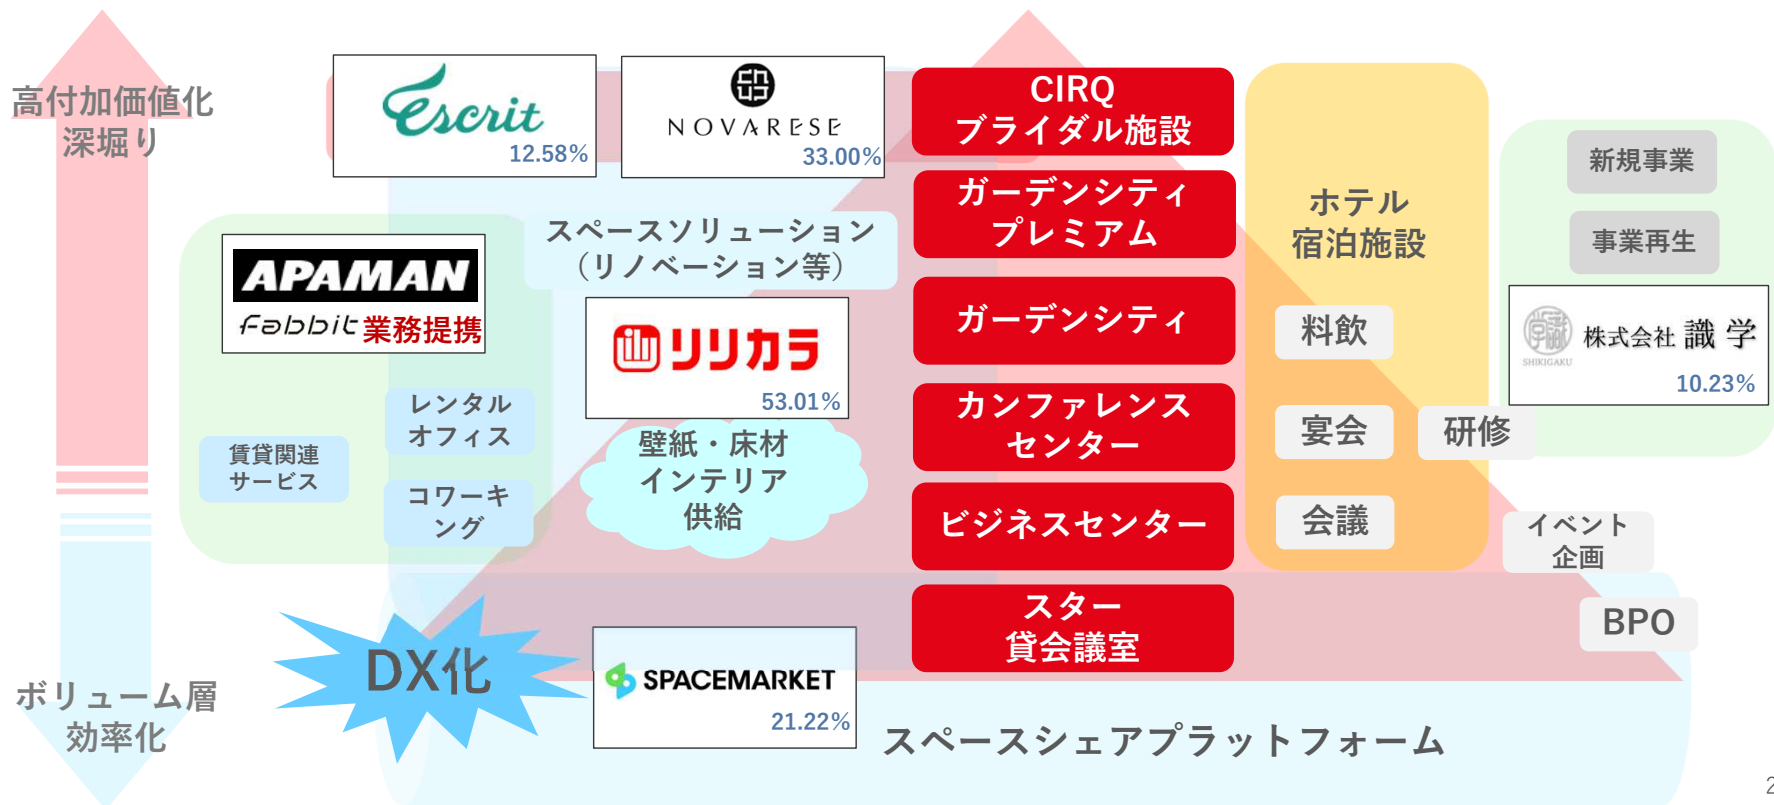 高付加価値化
深堀り
ボリューム層
効率化
Escrit
12.58%
NOVARESE
33.00%
CIRQ
ブライダル施設
ガーデンシティ
プレミアム
ガーデンシティ
カンファレンス
センター
ビジネスセンター
スター
貸会議室
スペースソリューション
（リノベーション等）
APAMAN
fabbit 業務提携
レンタル
オフィス
賃貸関連
サービス
コワーキ
ング
リリカラ
53.01%
壁紙・床材
インテリア
供給
ホテル
宿泊施設
料飲
宴会
研修
会議
新規事業
事業再生
識学
SHIKIGAKU
株式会社 識学
10.23%
イベント
企画
BPO
DX化
SPACEMARKET
21.22%
スペースシェアプラットフォーム
2